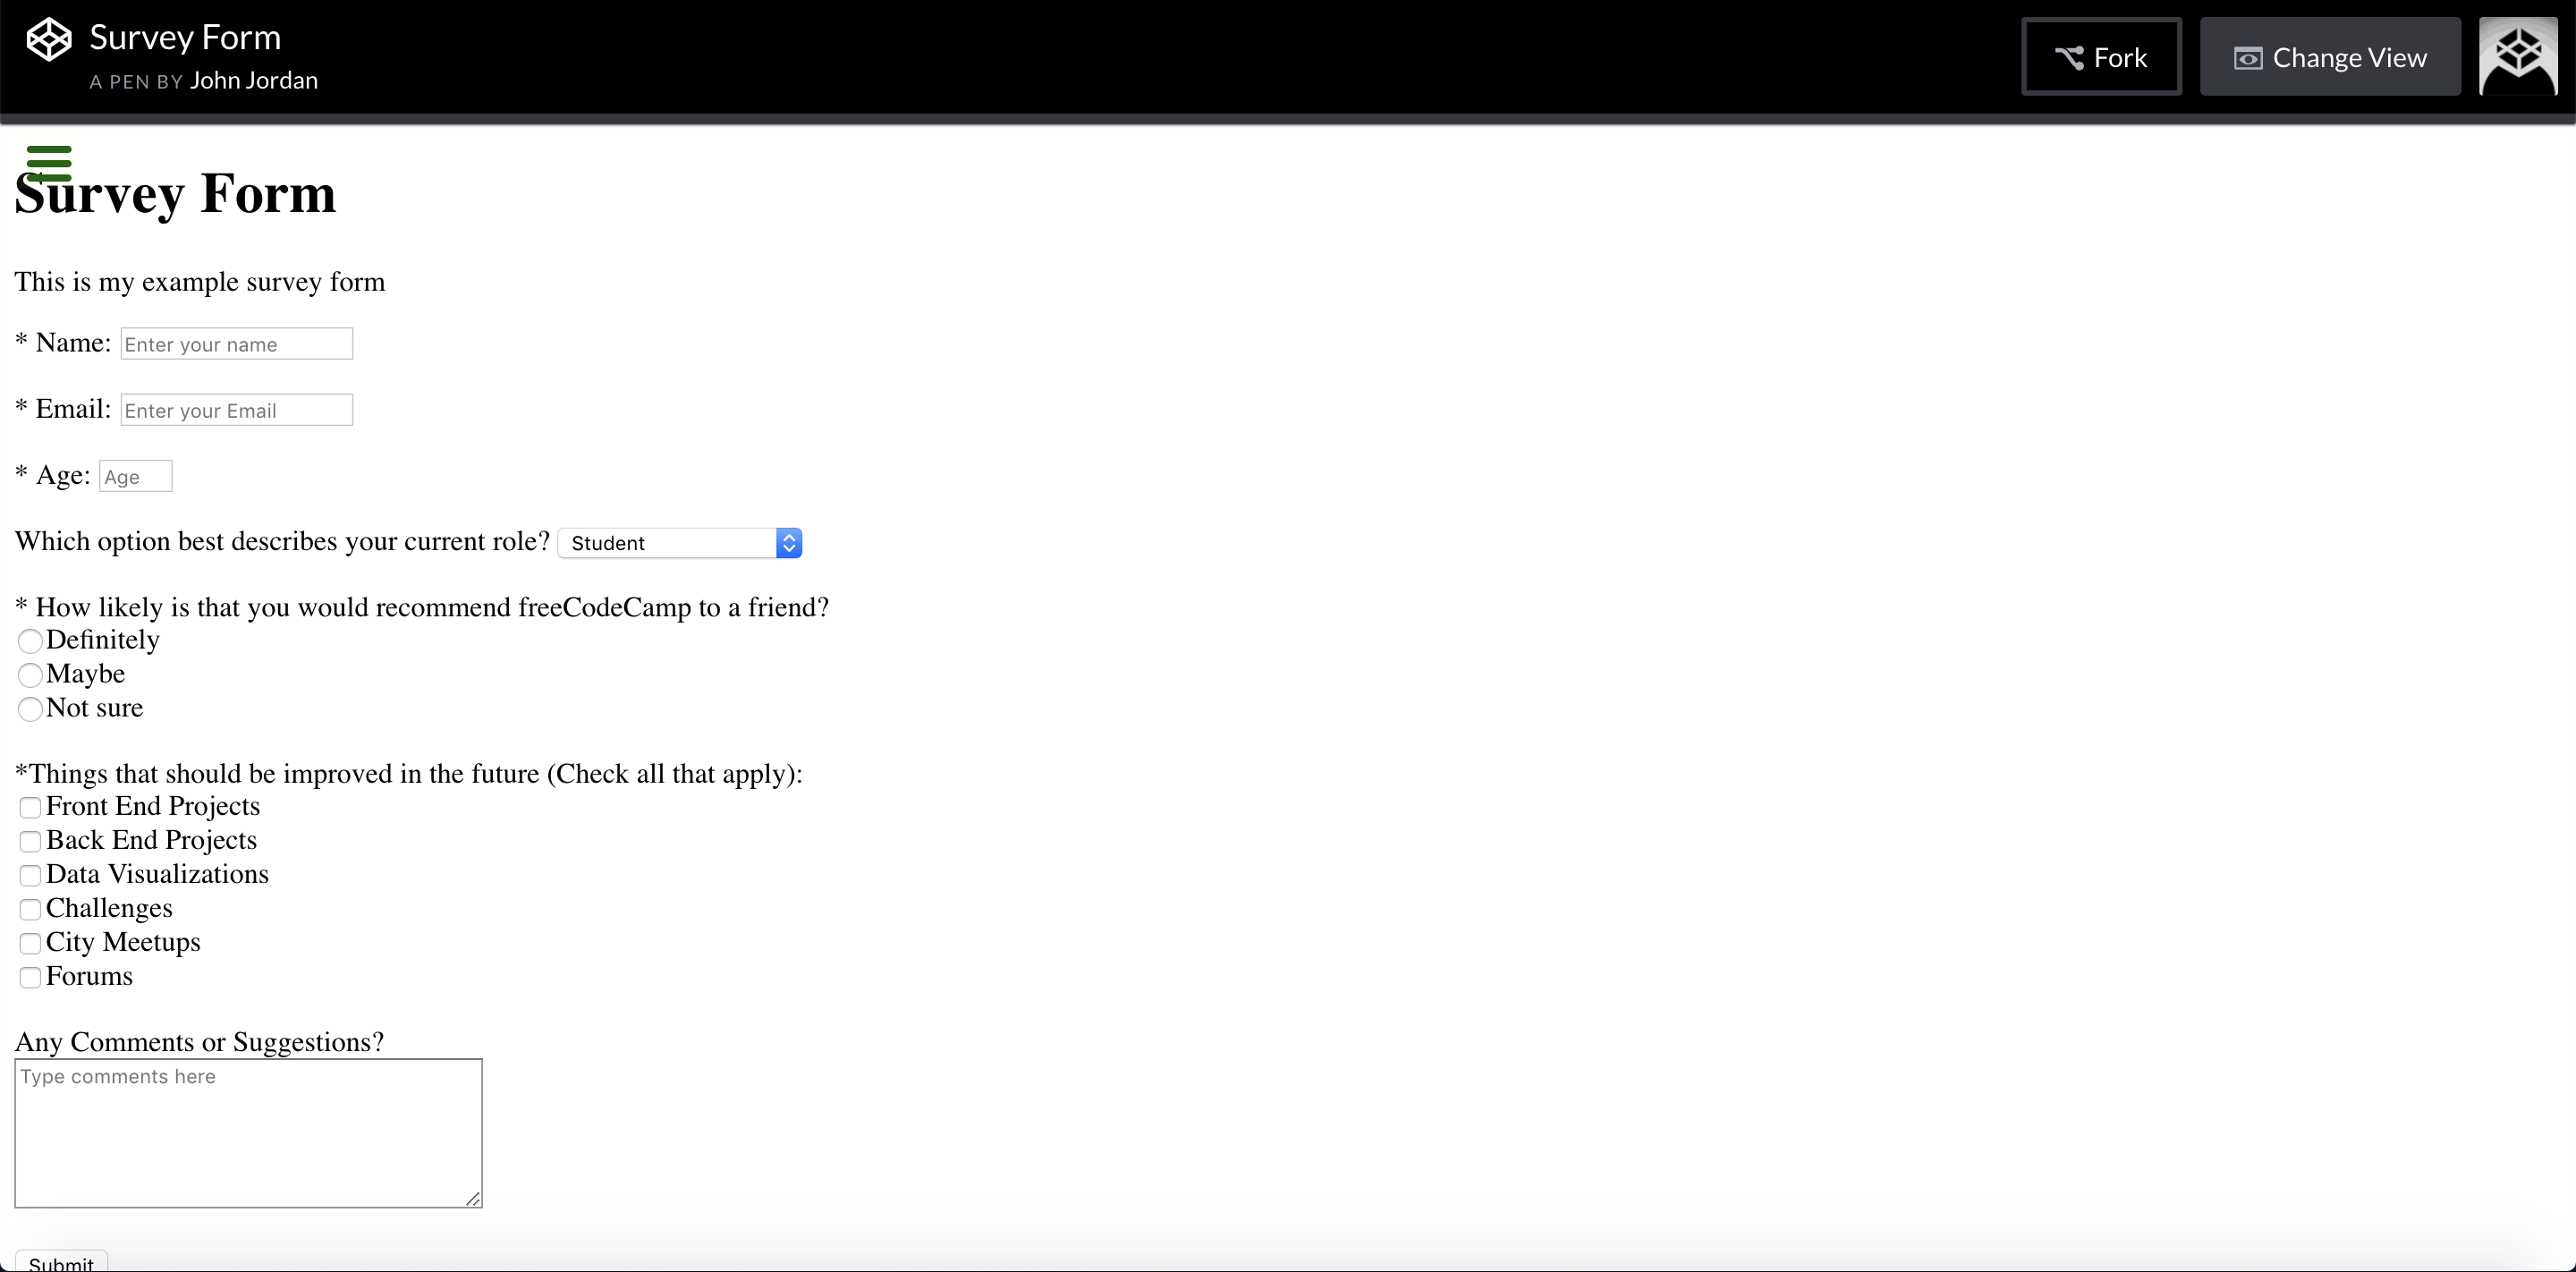 Survey Form
A PEN BY John Jordan
Fork
Change View
Survey Form
This is my example survey form
* Name: Enter your name
* Email: Enter your Email
* Age: Age
Which option best describes your current role? Student
* How likely is that you would recommend freeCodeCamp to a friend?
Definitely
Maybe
Not sure
*Things that should be improved in the future (Check all that apply):
Front End Projects
Back End Projects
Data Visualizations
Challenges
City Meetups
Forums
Any Comments or Suggestions?
Type comments here
Submit